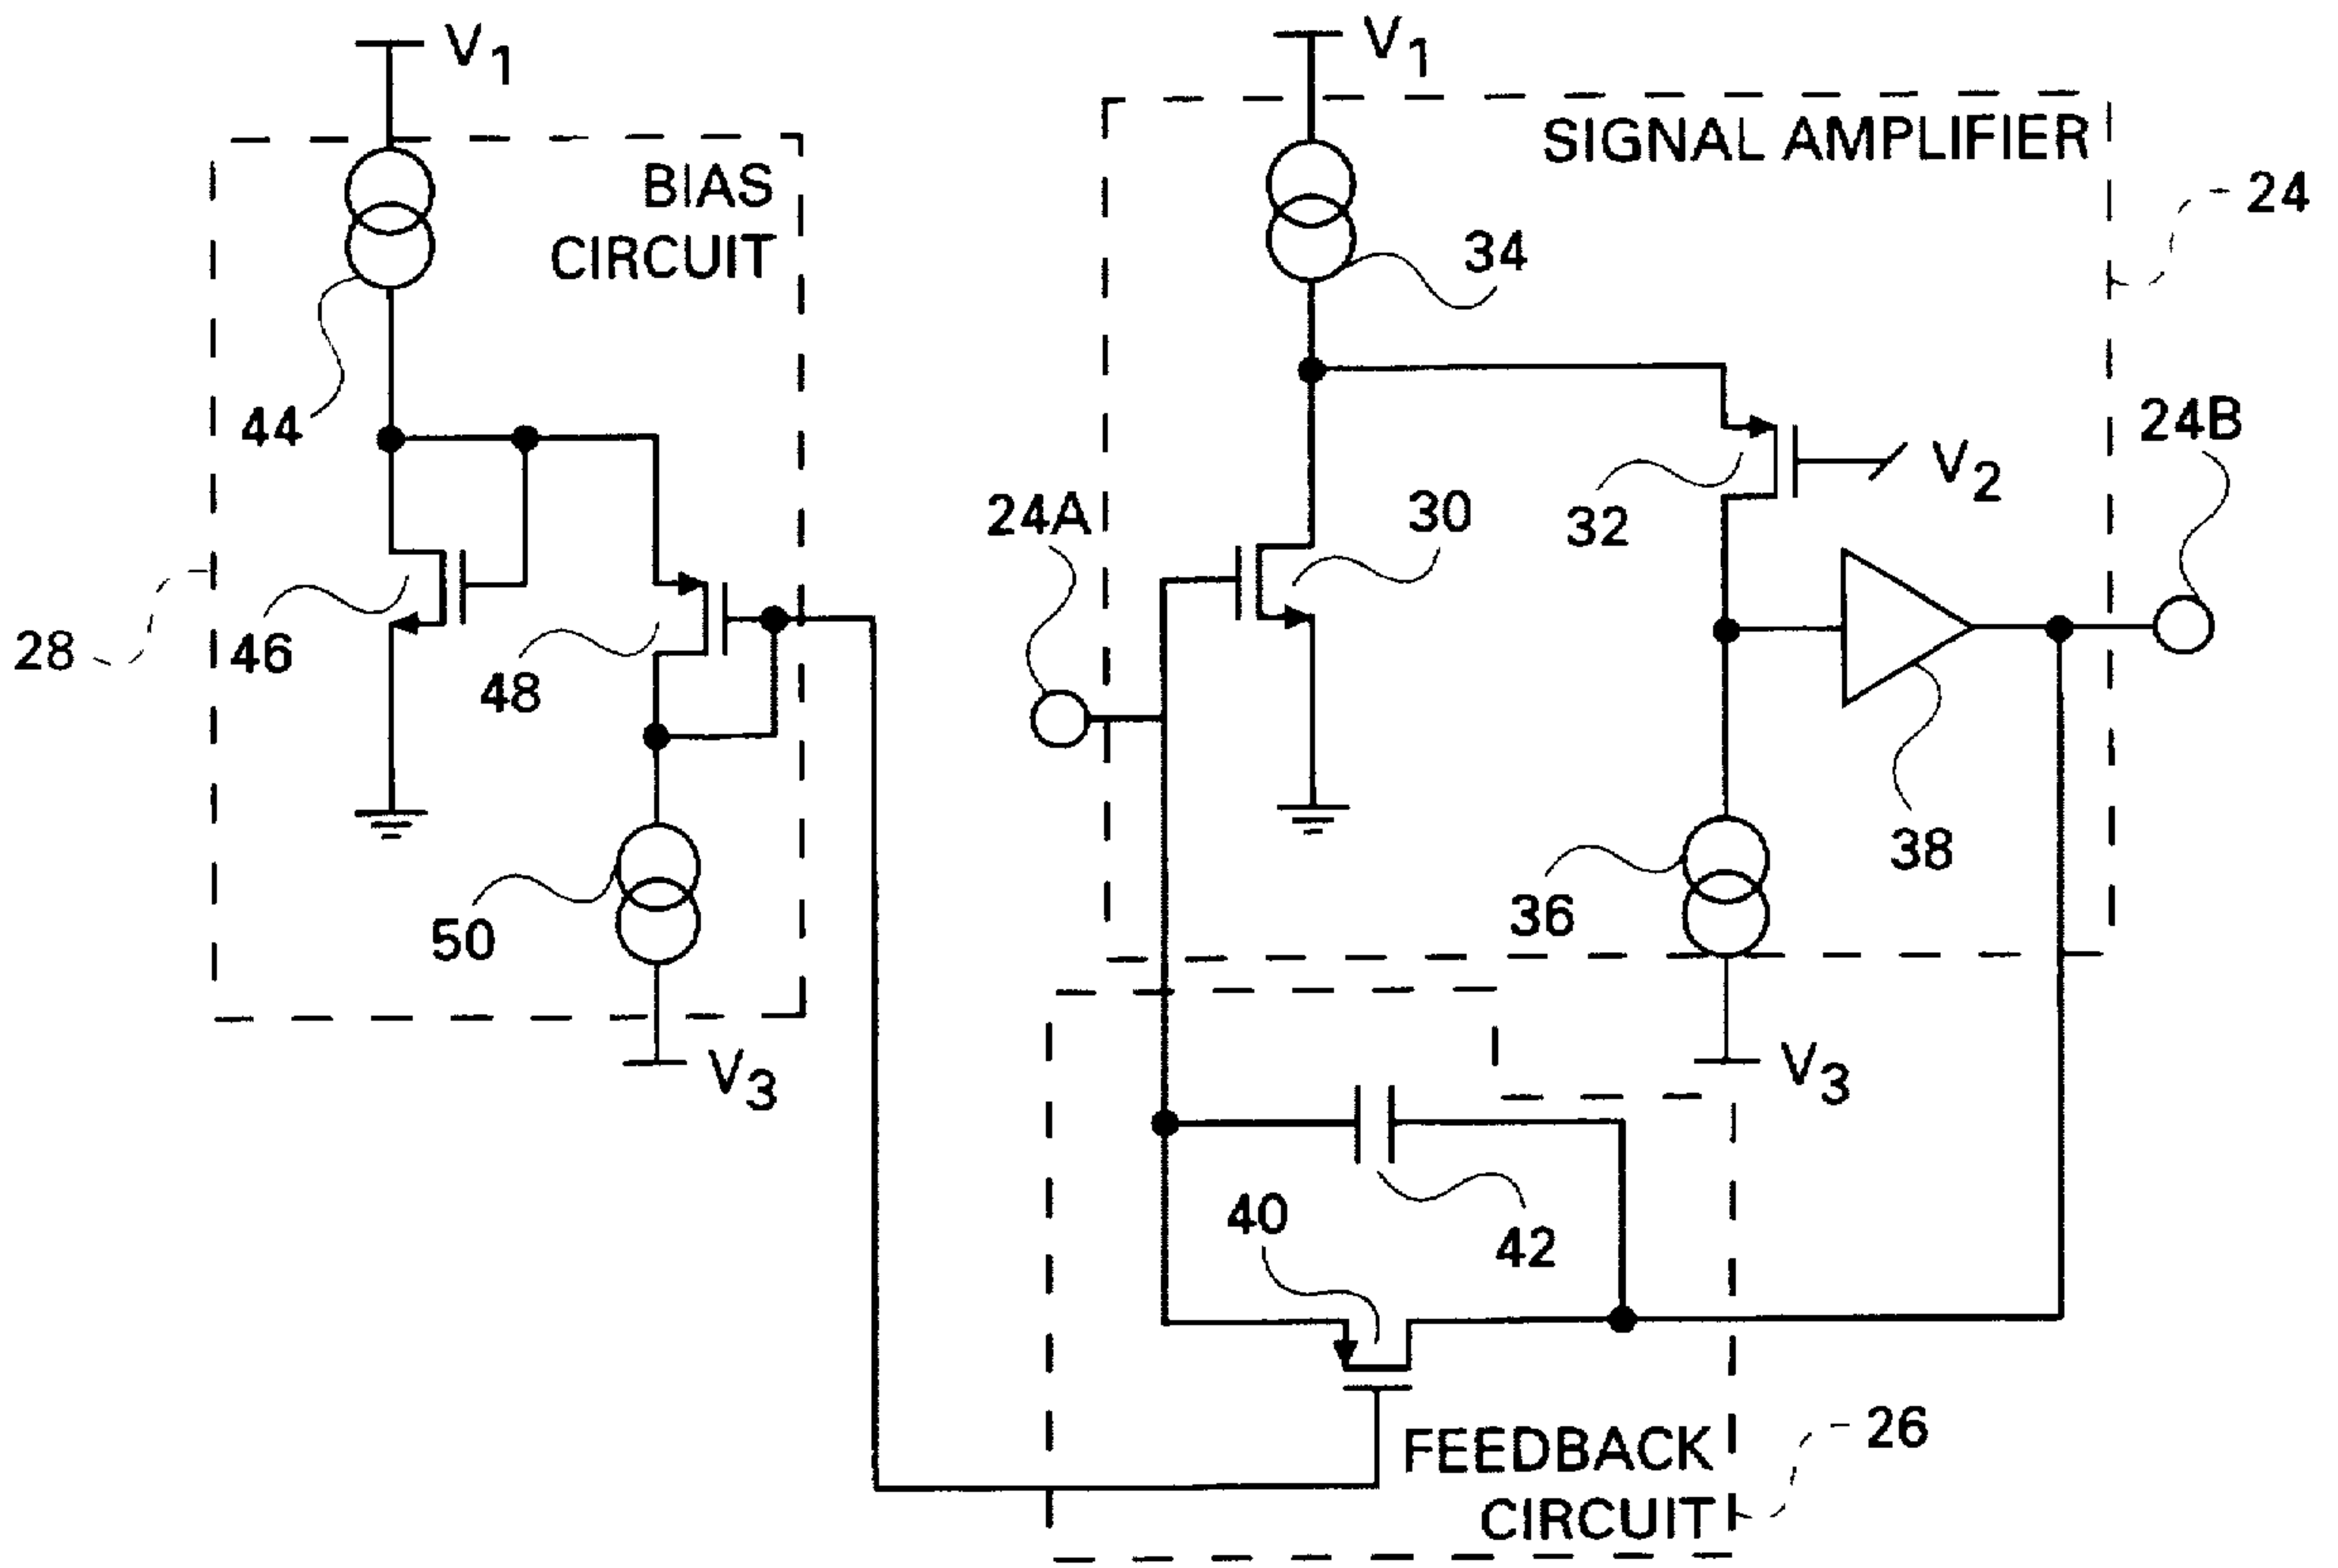 V1
BIAS
CIRCUIT
44
28
46
48
50
V3
V1
SIGNAL AMPLIFIER
24
34
24B
V2
24A
30
32
38
36
V3
40
42
FEEDBACK
CIRCUIT
26